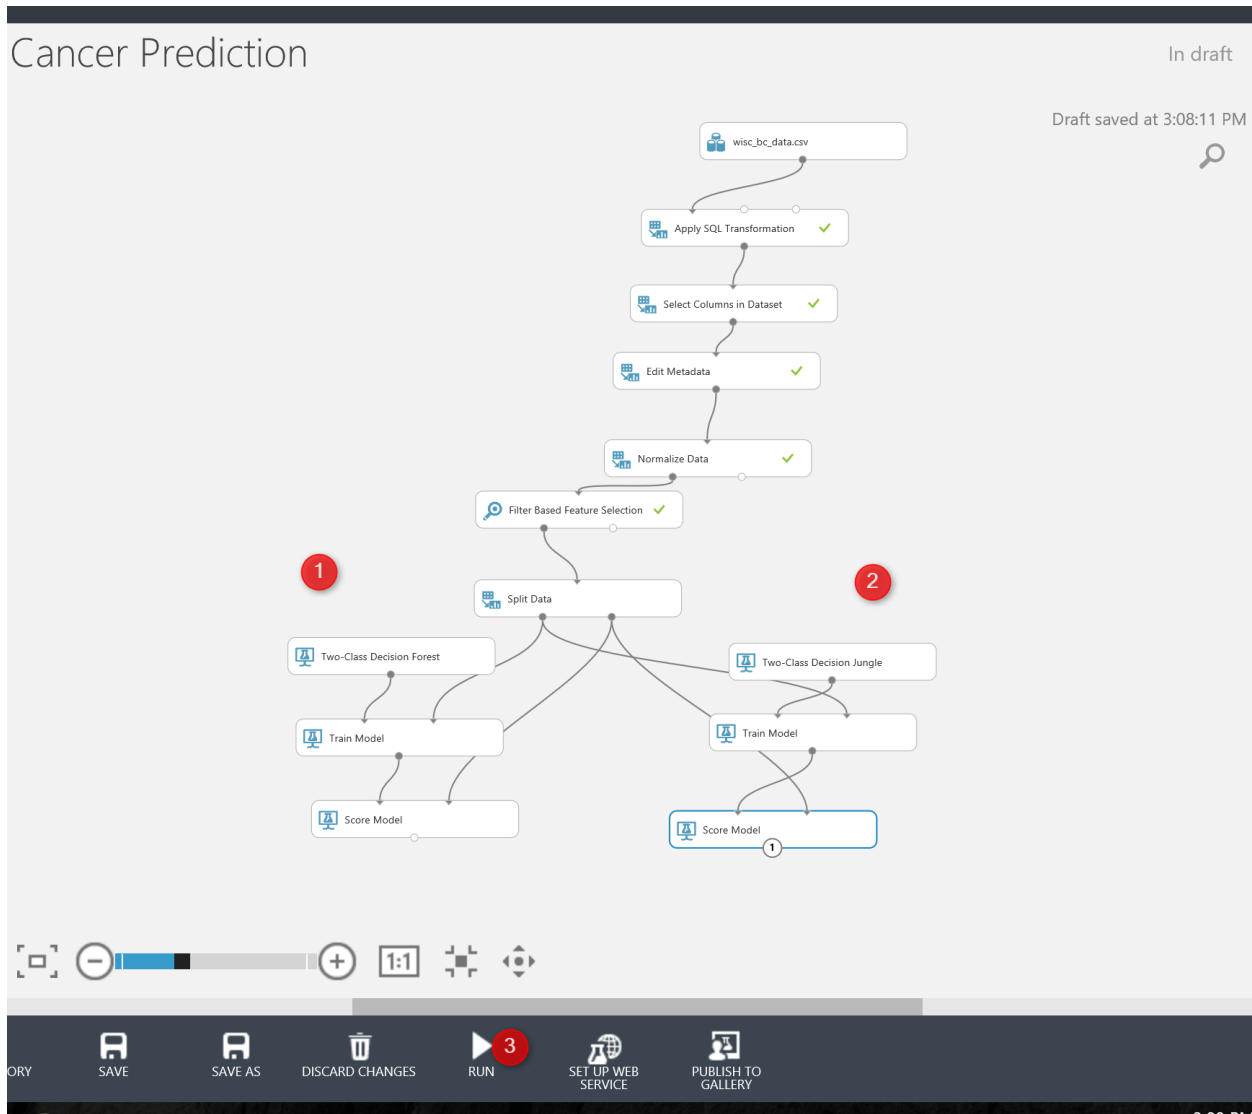 Cancer Prediction
In draft
Draft saved at 3:08:11 PM
wisc_bc_data.csv
Apply SQL Transformation
Select Columns in Dataset
Edit Metadata
Normalize Data
Filter Based Feature Selection
1
2
Split Data
Two-Class Decision Forest
Two-Class Decision Jungle
Train Model
Train Model
Score Model
Score Model
1
1:1
3
ORY
SAVE
SAVE AS
DISCARD CHANGES
RUN
SET UP WEB
SERVICE
PUBLISH TO
GALLERY